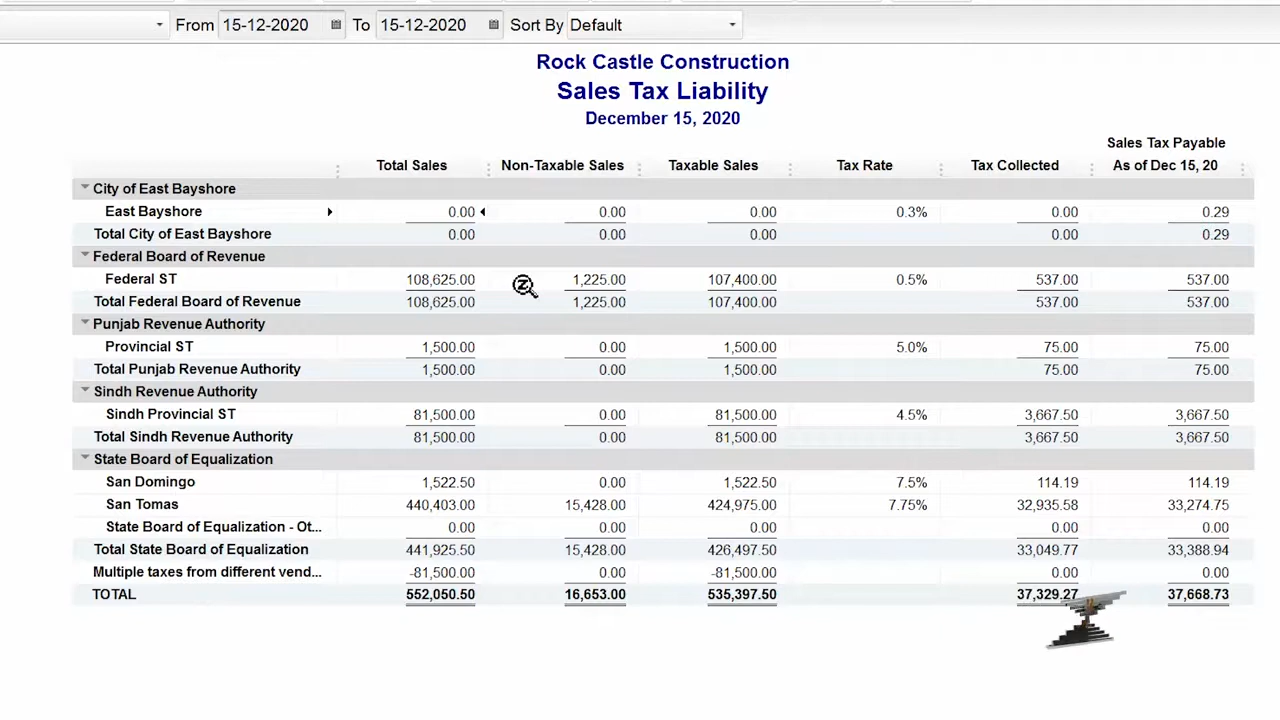 From 15-12-2020 To 15-12-2020 Sort By Default
Rock Castle Construction
Sales Tax Liability
December 15, 2020
Sales Tax Payable
Total Sales Non-Taxable Sales Taxable Sales Tax Rate Tax Collected As of Dec 15, 20
City of East Bayshore
East Bayshore 0.00 0.00 0.00 0.3% 0.00 0.29
Total City of East Bayshore 0.00 0.00 0.00 0.00 0.29
Federal Board of Revenue
Federal ST 108,625.00 1,225.00 107,400.00 0.5% 537.00 537.00
Total Federal Board of Revenue 108,625.00 1,225.00 107,400.00 537.00 537.00
Punjab Revenue Authority
Provincial ST 1,500.00 0.00 1,500.00 5.0% 75.00 75.00
Total Punjab Revenue Authority 1,500.00 0.00 1,500.00 75.00 75.00
Sindh Revenue Authority
Sindh Provincial ST 81,500.00 0.00 81,500.00 4.5% 3,667.50 3,667.50
Total Sindh Revenue Authority 81,500.00 0.00 81,500.00 3,667.50 3,667.50
State Board of Equalization
San Domingo 1,522.50 0.00 1,522.50 7.5% 114.19 114.19
San Tomas 440,403.00 15,428.00 424,975.00 7.75% 32,935.58 33,274.75
State Board of Equalization - Ot... 0.00 0.00 0.00 0.00 0.00
Total State Board of Equalization 441,925.50 15,428.00 426,497.50 33,049.77 33,388.94
Multiple taxes from different vend... -81,500.00 0.00 -81,500.00 0.00 0.00
TOTAL 552,050.50 16,653.00 535,397.50 37,329.27 37,668.73